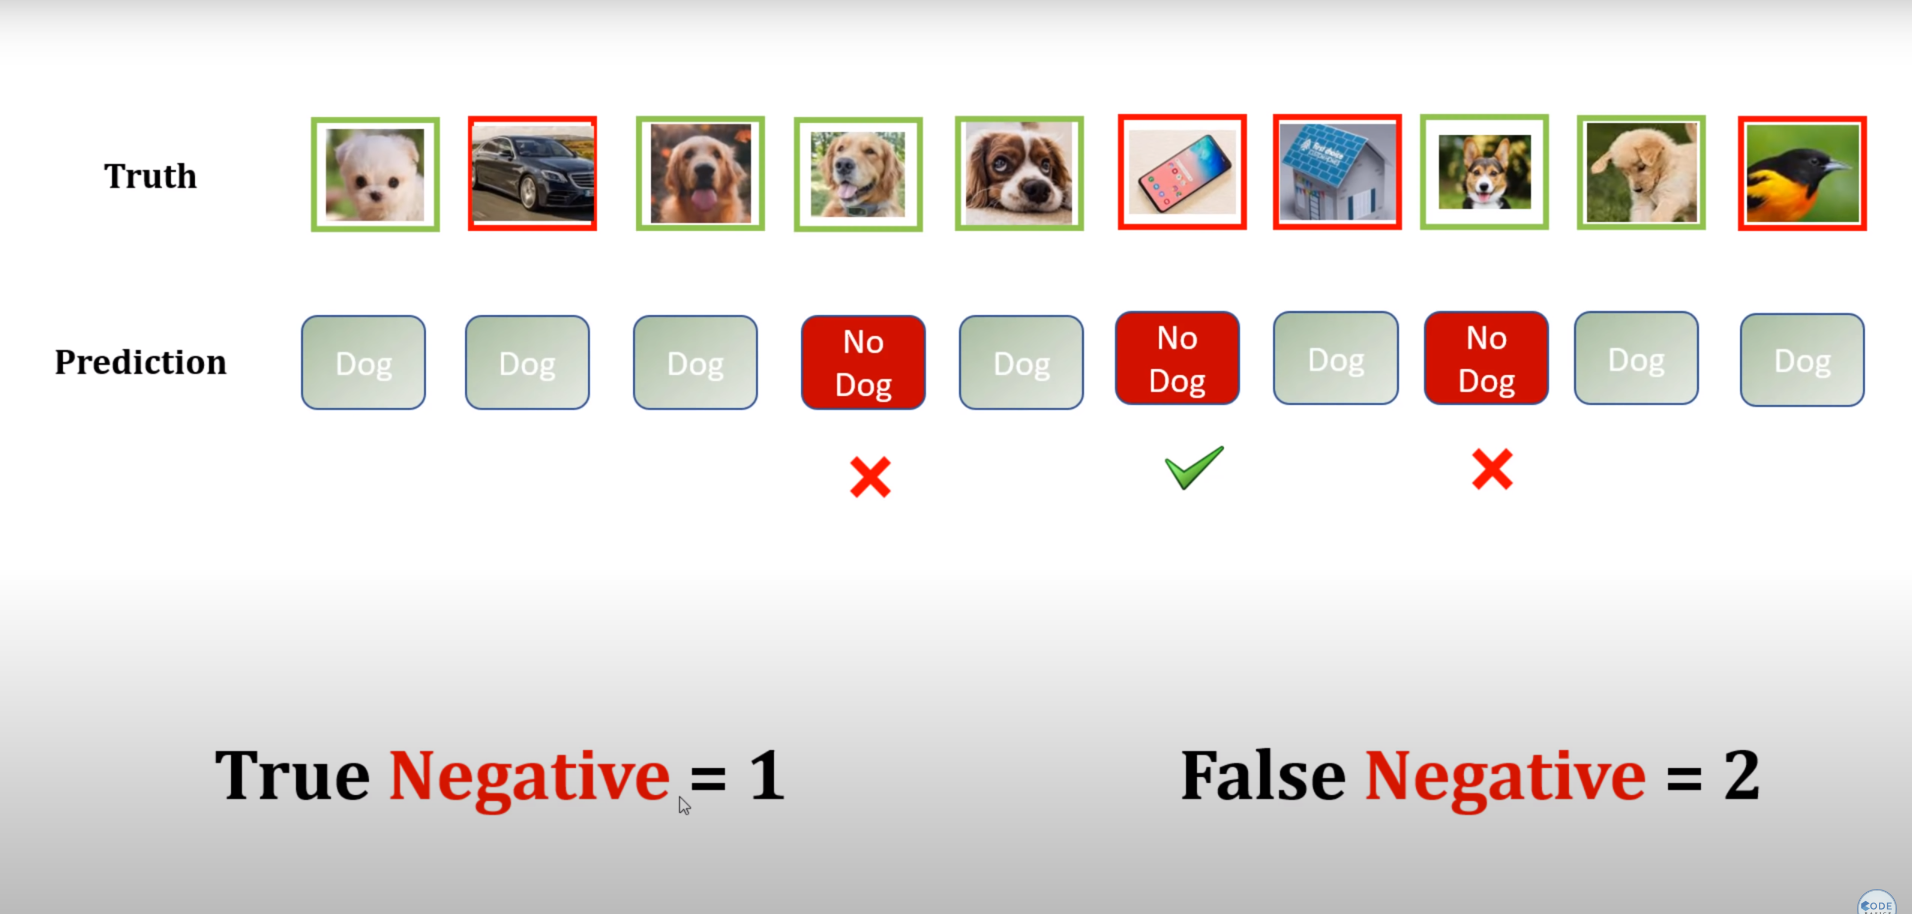 Truth
Prediction
Dog
Dog
Dog
No
Dog
Dog
No
Dog
Dog
No
Dog
Dog
Dog
True Negative = 1
False Negative = 2
CODE